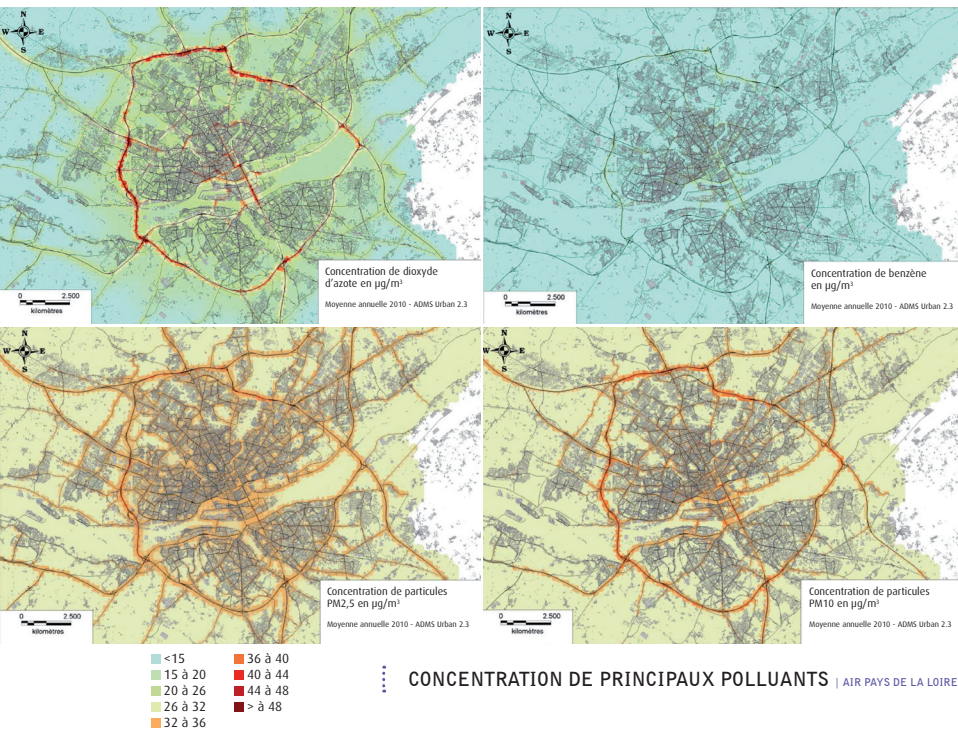 N
W E
S
Concentration de dioxyde
d'azote en µg/m³
Moyenne annuelle 2010 - ADMS Urban 2.3
0 2.500
kilomètres
N
W E
S
Concentration de benzène
en µg/m³
Moyenne annuelle 2010 - ADMS Urban 2.3
0 2.500
kilomètres
N
W E
S
Concentration de particules
PM2,5 en µg/m³
Moyenne annuelle 2010 - ADMS Urban 2.3
0 2.500
kilomètres
N
W E
S
Concentration de particules
PM10 en µg/m³
Moyenne annuelle 2010 - ADMS Urban 2.3
0 2.500
kilomètres
<15
15 à 20
20 à 26
26 à 32
32 à 36
36 à 40
40 à 44
44 à 48
> à 48
CONCENTRATION DE PRINCIPAUX POLLUANTS | AIR PAYS DE LA LOIRE